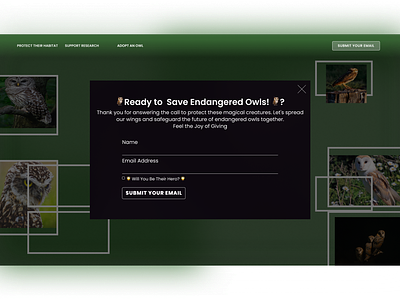 PROTECT THEIR HABITAT SUPPORT RESEARCH ADOPT AN OWL SUBMIT YOUR EMAIL
Ready to Save Endangered Owls! ?
Thank you for answering the call to protect these magical creatures. Let's spread
our wings and safeguard the future of endangered owls together.
Feel the Joy of Giving
Name
Email Address
Will You Be Their Hero?
SUBMIT YOUR EMAIL